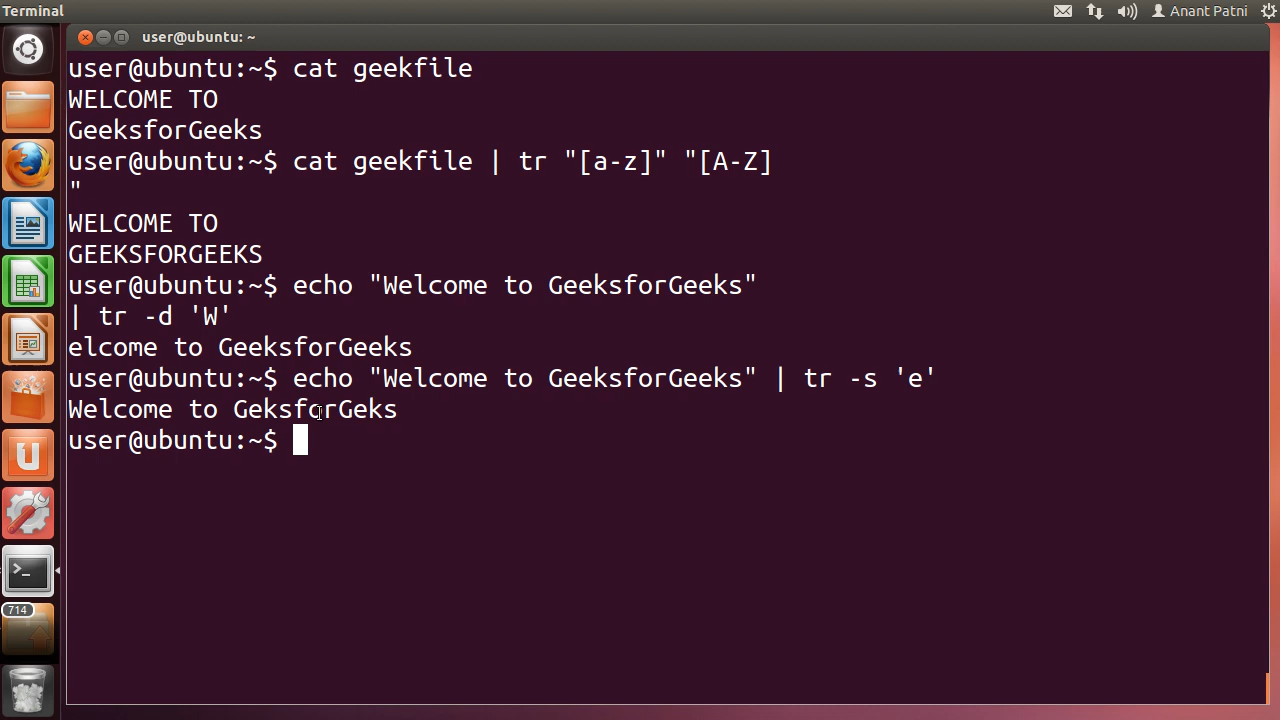 Terminal
Anant Patni
user@ubuntu: ~
user@ubuntu:~$ cat geekfile
WELCOME TO
GeeksforGeeks
user@ubuntu:~$ cat geekfile | tr "[a-z]" "[A-Z]
"
WELCOME TO
GEEKSFORGEEKS
user@ubuntu:~$ echo "Welcome to GeeksforGeeks"
| tr -d 'W'
elcome to GeeksforGeeks
user@ubuntu:~$ echo "Welcome to GeeksforGeeks" | tr -s 'e'
Welcome to GeksforGeks
user@ubuntu:~$
714